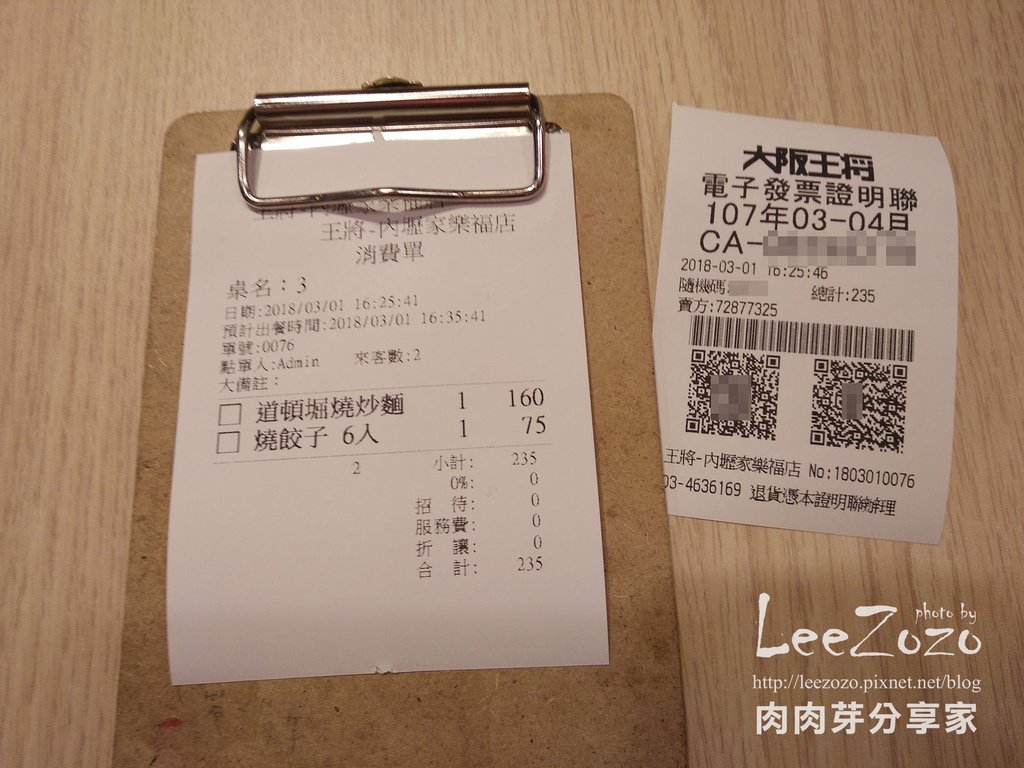 王將-內壢家樂福店
消費單
桌名：3
日期:2018/03/01 16:25:41
預計出餐時間:2018/03/01 16:35:41
單號:0076
點單人:Admin 來客數:2
大備註：
道頓堀燒炒麵 1 160
燒餃子 6入 1 75
2 小計: 235
0%: 0
招 待: 0
服務費: 0
折 讓: 0
合 計: 235
大阪王将
電子發票證明聯
107年03-04月
CA-
2018-03-01 16:25:46
隨機碼 總計:235
賣方:72877325
王將-內壢家樂福店 No:1803010076
03-4636169 退貨憑本證明聯辦理
photo by
LeeZozo
http://leezozo.pixnet.net/blog
肉肉芽分享家